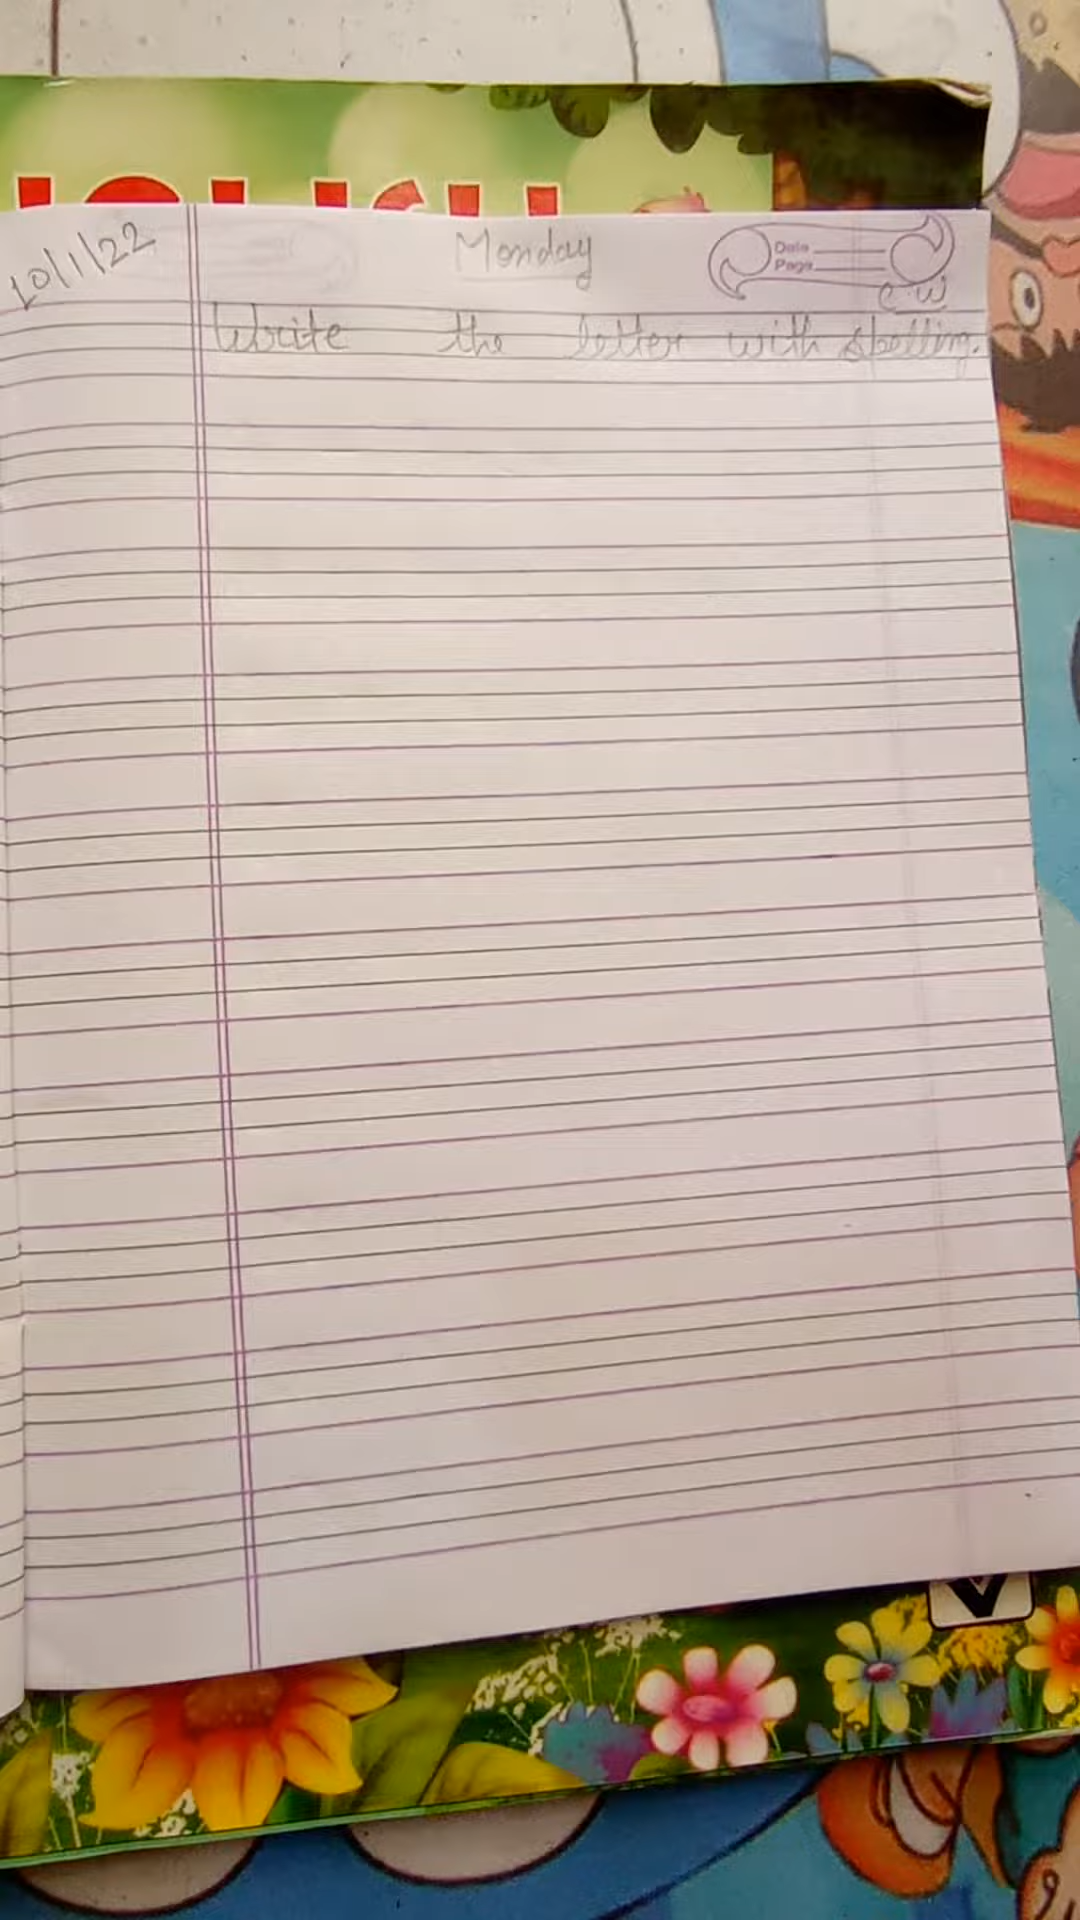 10/1/22
Monday
Date
Page
C.W
Write the letter with spelling.